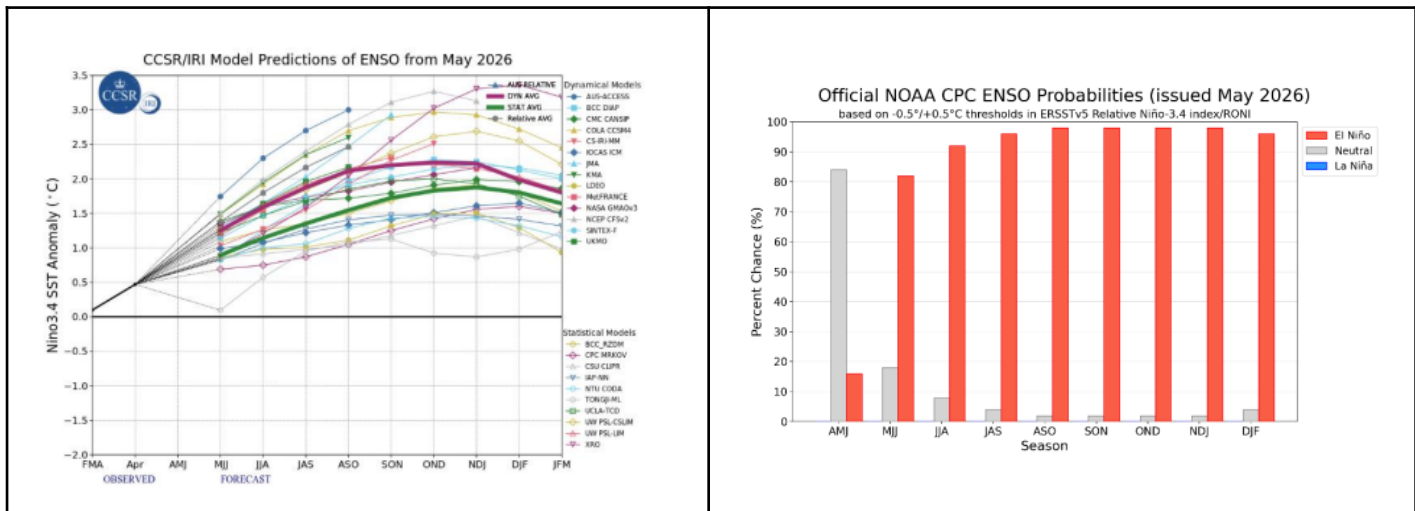 CCSR/IRI Model Predictions of ENSO from May 2026
CCSR
IRI
Nino3.4 SST Anomaly (°C)
3.5
3.0
2.5
2.0
1.5
1.0
0.5
0.0
−0.5
−1.0
−1.5
−2.0
FMA Apr AMJ MJJ JJA JAS ASO SON OND NDJ DJF JFM
OBSERVED FORECAST
AUS-RELATIVE
DYN AVG
STAT AVG
Relative AVG
Dynamical Models
AUS-ACCESS
BCC DIAP
CMC CANSIP
COLA CCSM4
CS-IRI-MM
IOCAS ICM
JMA
KMA
LDEO
MetFRANCE
NASA GMAOv3
NCEP CFSv2
SINTEX-F
UKMO
Statistical Models
BCC_RZDM
CPC MRKOV
CSU CLIPR
IAP-NN
NTU CODA
TONGJI-ML
UCLA-TCD
UW PSL-CSLIM
UW PSL-LIM
XRO
Official NOAA CPC ENSO Probabilities (issued May 2026)
based on -0.5°/+0.5°C thresholds in ERSSTv5 Relative Niño-3.4 index/RONI
Percent Chance (%)
100
90
80
70
60
50
40
30
20
10
0
AMJ MJJ JJA JAS ASO SON OND NDJ DJF
Season
El Niño
Neutral
La Niña